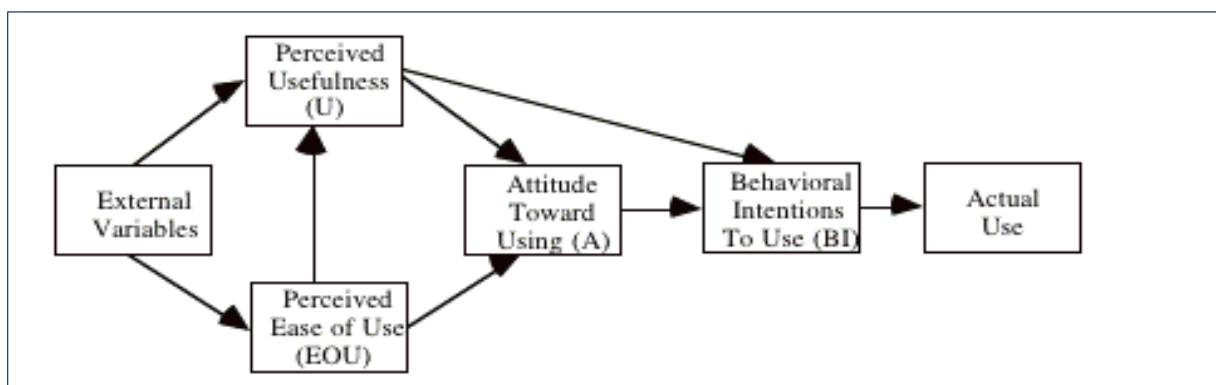 Perceived
Usefulness
(U)
External
Variables
Attitude
Toward
Using (A)
Behavioral
Intentions
To Use (BI)
Actual
Use
Perceived
Ease of Use
(EOU)